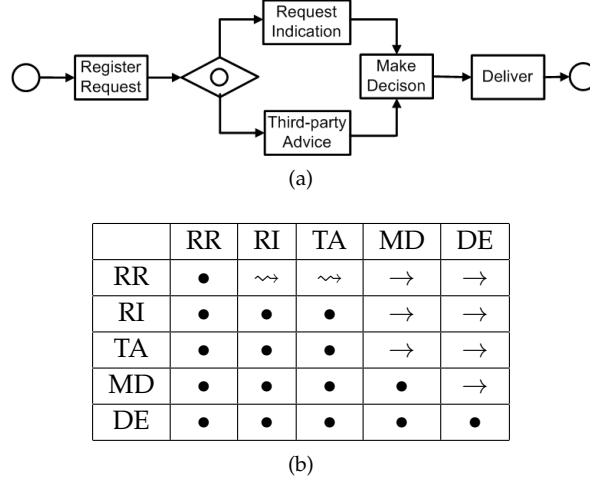 Register
Request
Request
Indication
Third-party
Advice
Make
Decison
Deliver
(a)
RR RI TA MD DE
RR • ⇝ ⇝ → →
RI • • • → →
TA • • • → →
MD • • • • →
DE • • • • •
(b)